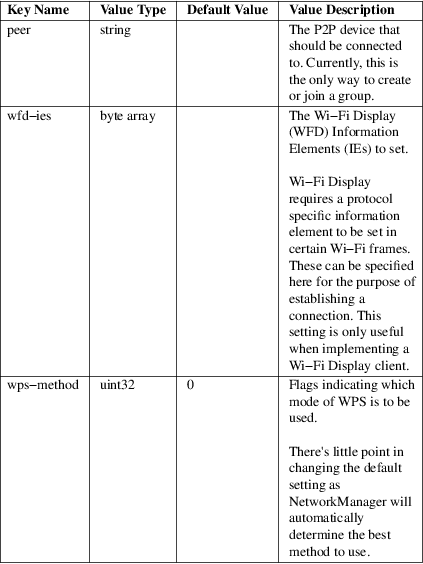 Key Name Value Type Default Value Value Description
peer string The P2P device that
should be connected
to. Currently, this is
the only way to create
or join a group.
wfd−ies byte array The Wi−Fi Display
(WFD) Information
Elements (IEs) to set.
Wi−Fi Display
requires a protocol
specific information
element to be set in
certain Wi−Fi frames.
These can be specified
here for the purpose of
establishing a
connection. This
setting is only useful
when implementing a
Wi−Fi Display client.
wps−method uint32 0 Flags indicating which
mode of WPS is to be
used.
There's little point in
changing the default
setting as
NetworkManager will
automatically
determine the best
method to use.